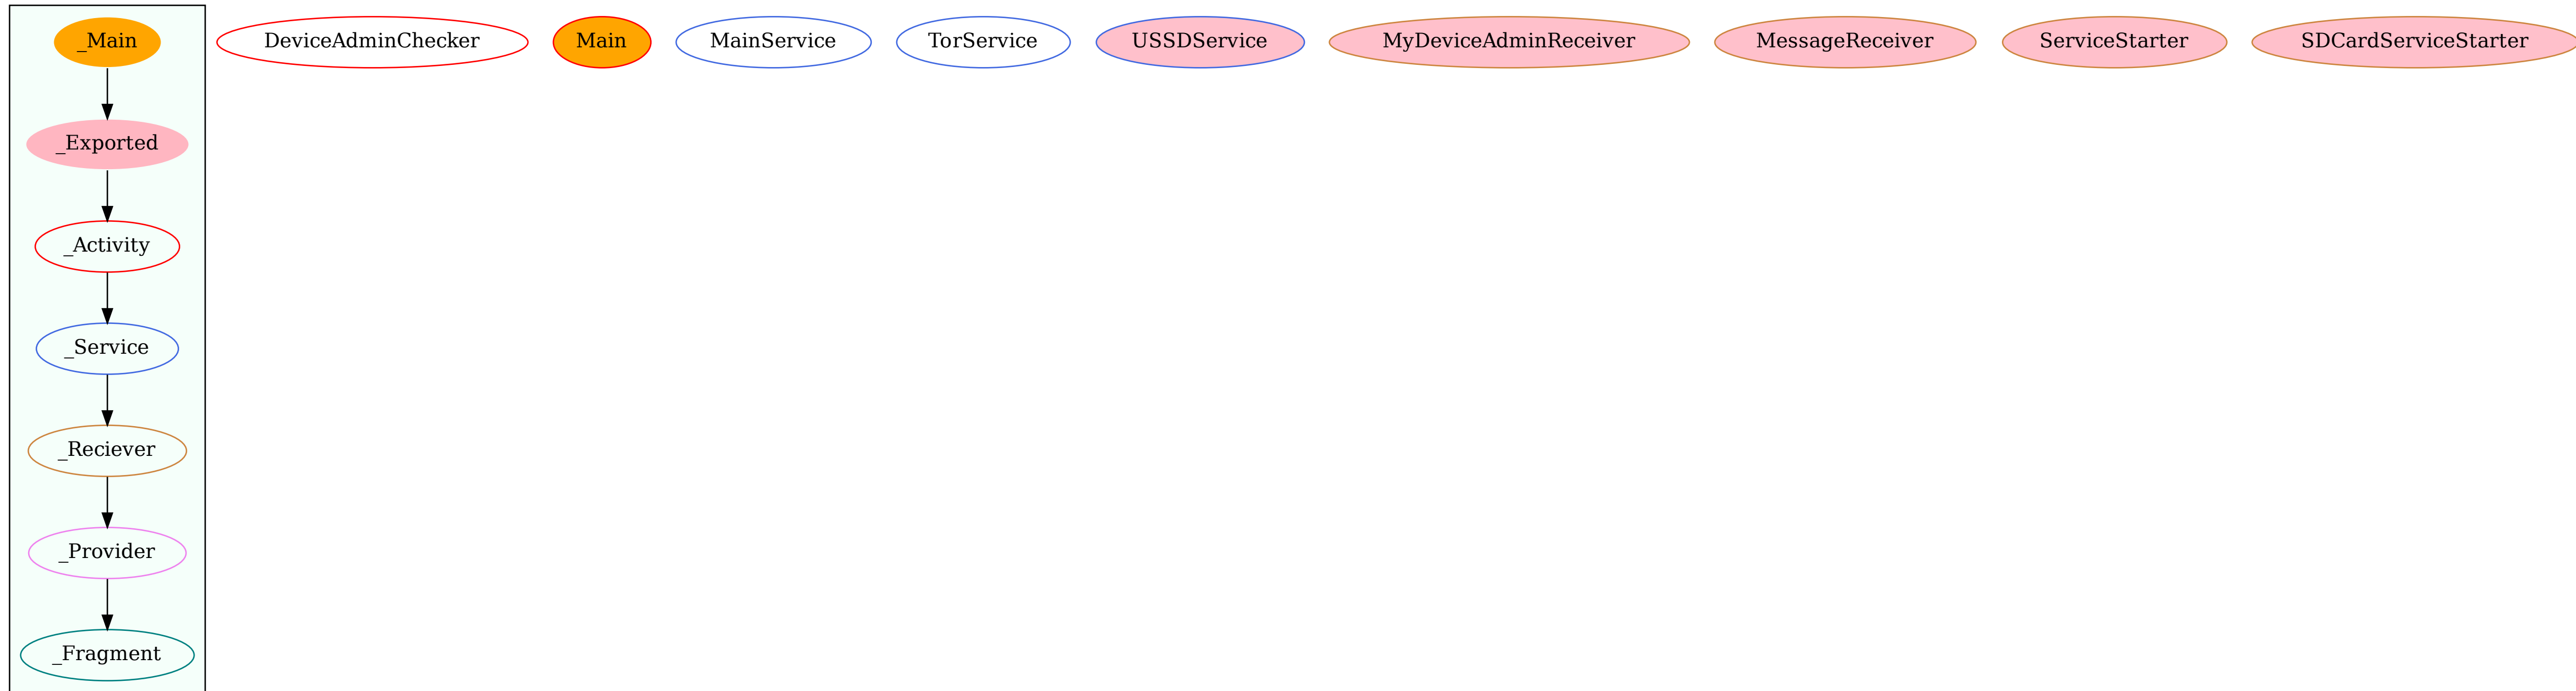 _Main
_Exported
_Activity
_Service
_Reciever
_Provider
_Fragment
DeviceAdminChecker
Main
MainService
TorService
USSDService
MyDeviceAdminReceiver
MessageReceiver
ServiceStarter
SDCardServiceStarter